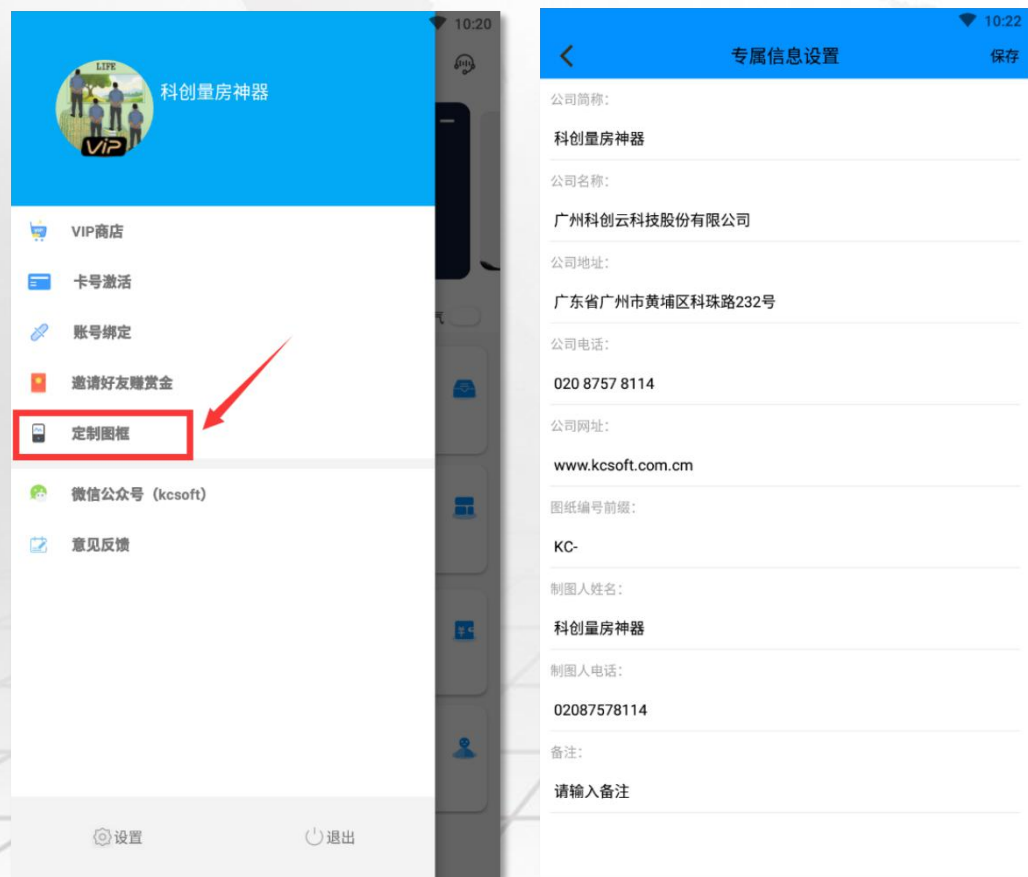 10:20
LIFE
VIP
科创量房神器
VIP商店
卡号激活
账号绑定
邀请好友赚赏金
定制图框
微信公众号（kcsoft）
意见反馈
设置
退出
气
10:22
专属信息设置
保存
公司简称：
科创量房神器
公司名称：
广州科创云科技股份有限公司
公司地址：
广东省广州市黄埔区科珠路232号
公司电话：
020 8757 8114
公司网址：
www.kcsoft.com.cm
图纸编号前缀：
KC-
制图人姓名：
科创量房神器
制图人电话：
02087578114
备注：
请输入备注